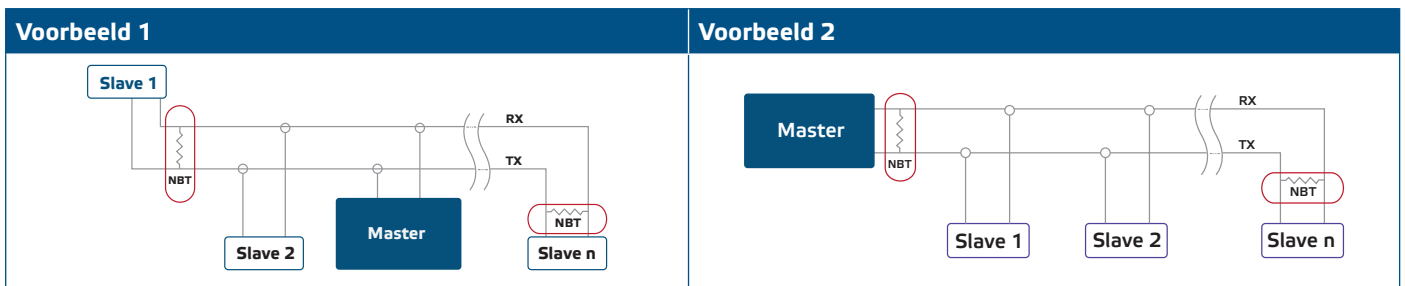 Voorbeeld 1
Slave 1
RX
TX
NBT
NBT
Master
Slave 2
Slave n
Voorbeeld 2
RX
Master
TX
NBT
NBT
Slave 1
Slave 2
Slave n